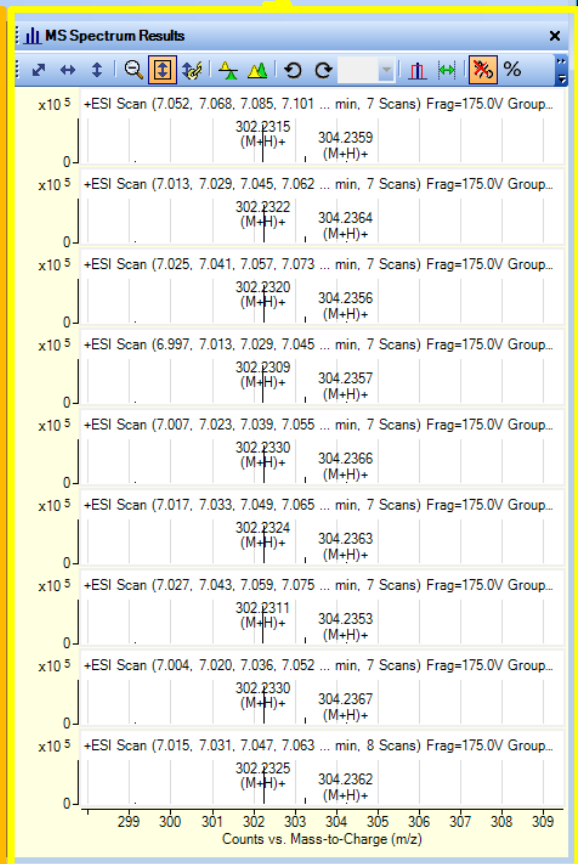 MS Spectrum Results
%
x10 5 +ESI Scan (7.052, 7.068, 7.085, 7.101 ... min, 7 Scans) Frag=175.0V Group...
302.2315
(M+H)+
304.2359
(M+H)+
0
x10 5 +ESI Scan (7.013, 7.029, 7.045, 7.062 ... min, 7 Scans) Frag=175.0V Group...
302.2322
(M+H)+
304.2364
(M+H)+
0
x10 5 +ESI Scan (7.025, 7.041, 7.057, 7.073 ... min, 7 Scans) Frag=175.0V Group...
302.2320
(M+H)+
304.2356
(M+H)+
0
x10 5 +ESI Scan (6.997, 7.013, 7.029, 7.045 ... min, 7 Scans) Frag=175.0V Group...
302.2309
(M+H)+
304.2357
(M+H)+
0
x10 5 +ESI Scan (7.007, 7.023, 7.039, 7.055 ... min, 7 Scans) Frag=175.0V Group...
302.2330
(M+H)+
304.2366
(M+H)+
0
x10 5 +ESI Scan (7.017, 7.033, 7.049, 7.065 ... min, 7 Scans) Frag=175.0V Group...
302.2324
(M+H)+
304.2363
(M+H)+
0
x10 5 +ESI Scan (7.027, 7.043, 7.059, 7.075 ... min, 7 Scans) Frag=175.0V Group...
302.2311
(M+H)+
304.2353
(M+H)+
0
x10 5 +ESI Scan (7.004, 7.020, 7.036, 7.052 ... min, 7 Scans) Frag=175.0V Group...
302.2330
(M+H)+
304.2367
(M+H)+
0
x10 5 +ESI Scan (7.015, 7.031, 7.047, 7.063 ... min, 8 Scans) Frag=175.0V Group...
302.2325
(M+H)+
304.2362
(M+H)+
0
299 300 301 302 303 304 305 306 307 308 309
Counts vs. Mass-to-Charge (m/z)